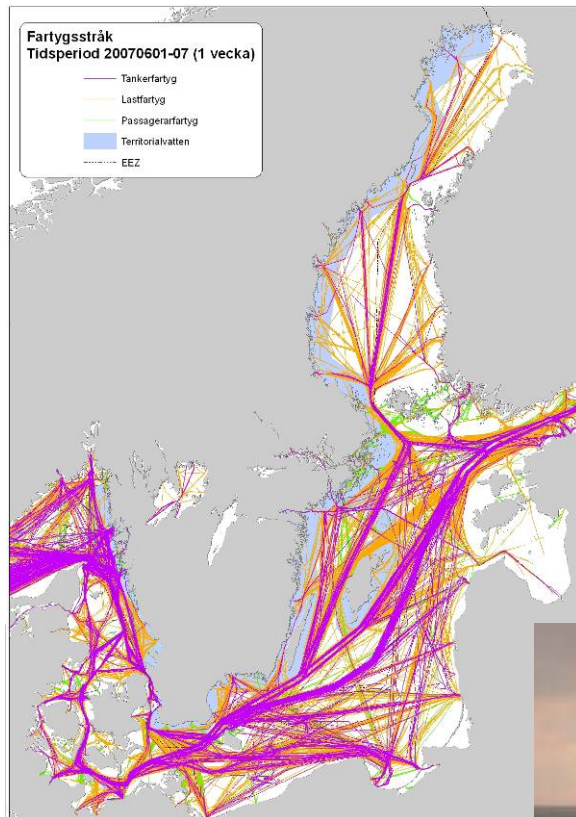 Fartygsstråk
Tidsperiod 20070601-07 (1 vecka)
Tankerfartyg
Lastfartyg
Passagerarfartyg
Territorialvatten
EEZ